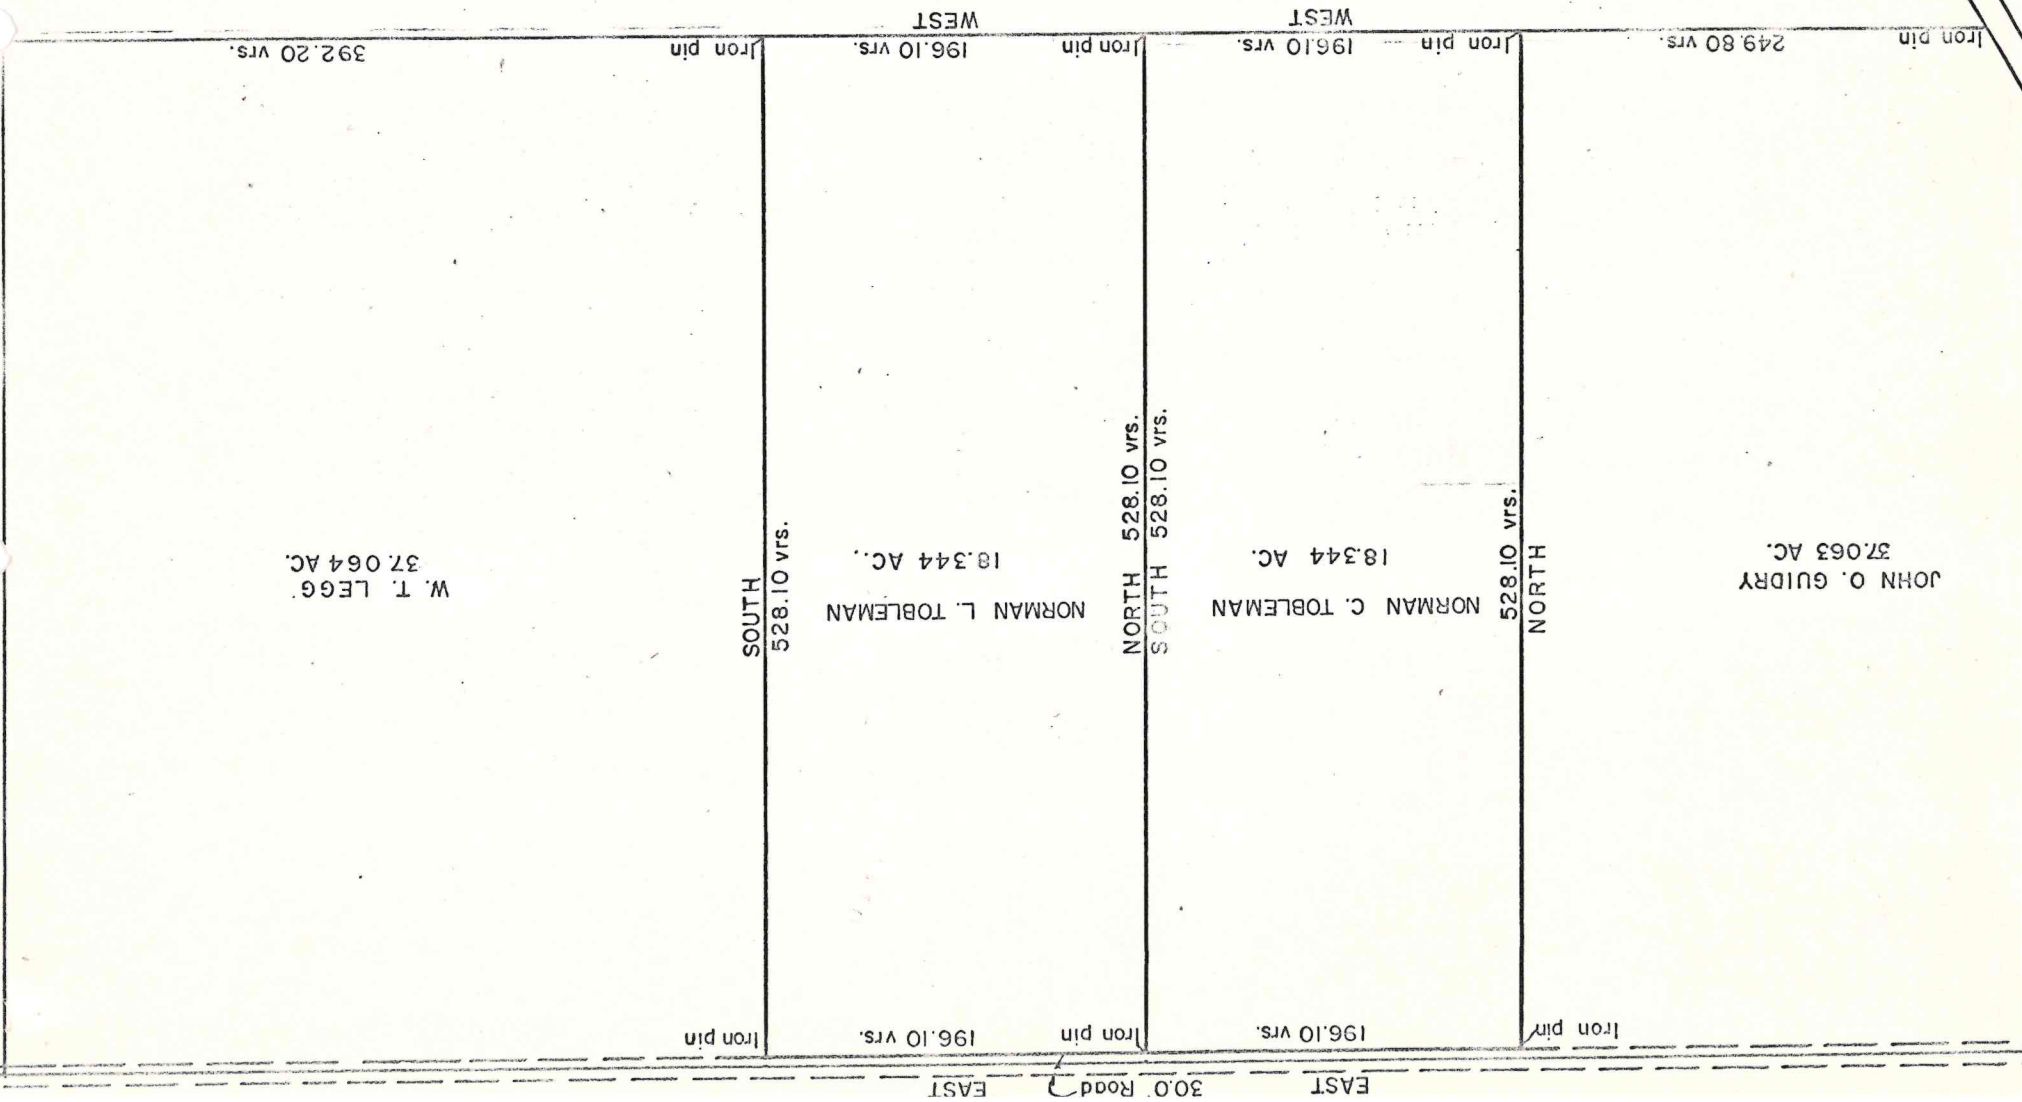 EAST
30.0' Road
EAST
Iron pin
196.10 vrs.
Iron pin
196.10 vrs.
Iron pin
JOHN O. GUIDRY
37.063 AC.
NORTH
528.10 vrs.
NORMAN C. TOBLEMAN
18.344 AC.
SOUTH 528.10 vrs.
NORTH 528.10 vrs.
NORMAN L. TOBLEMAN
18.344 AC.
528.10 vrs.
SOUTH
W. T. LEGG
37.064 AC.
Iron pin
249.80 vrs.
Iron pin
196.10 vrs.
Iron pin
196.10 vrs.
Iron pin
392.20 vrs.
WEST
WEST